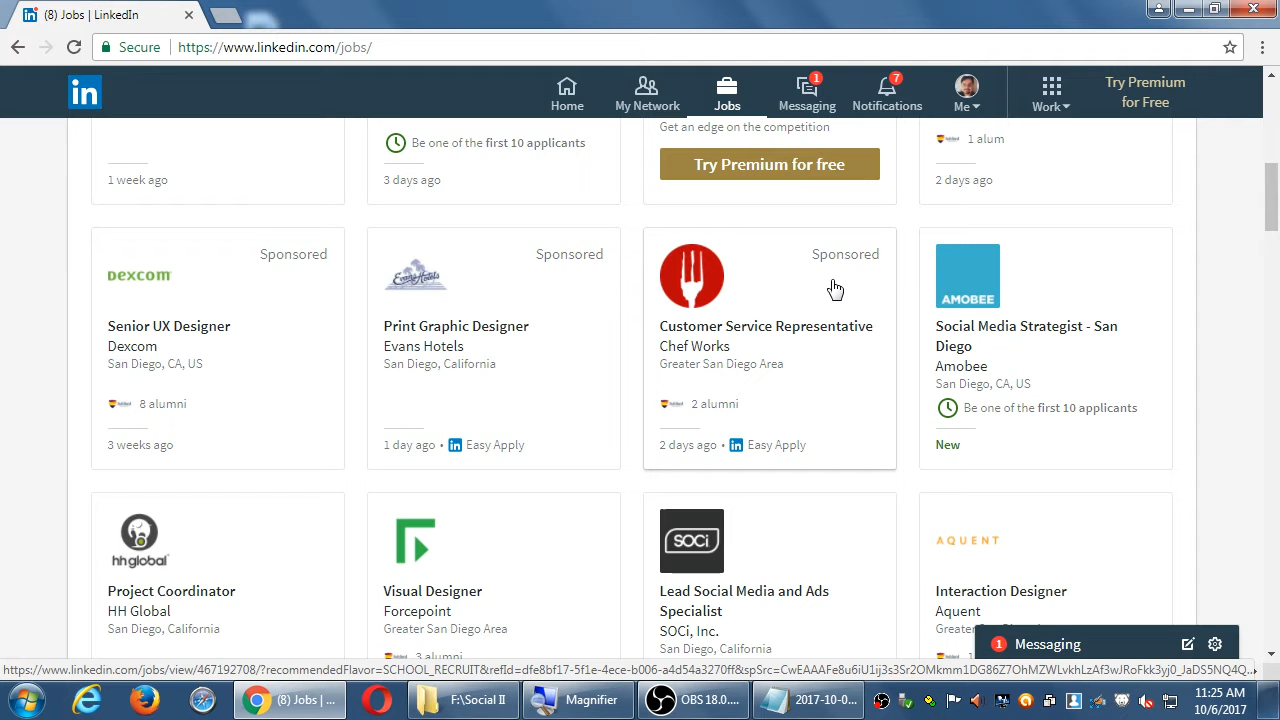 (8) Jobs | LinkedIn
Secure
https://www.linkedin.com/jobs/
in
Home
My Network
Jobs
1
Messaging
7
Notifications
Me
Work
Try Premium
for Free
Get an edge on the competition
Be one of the first 10 applicants
1 alum
Try Premium for free
1 week ago
3 days ago
2 days ago
Sponsored
DEXCOM
Senior UX Designer
Dexcom
San Diego, CA, US
8 alumni
3 weeks ago
Sponsored
Evans Hotels
Print Graphic Designer
Evans Hotels
San Diego, California
1 day ago • in Easy Apply
Sponsored
Customer Service Representative
Chef Works
Greater San Diego Area
2 alumni
2 days ago • in Easy Apply
AMOBEE
Social Media Strategist - San
Diego
Amobee
San Diego, CA, US
Be one of the first 10 applicants
New
hh global
Project Coordinator
HH Global
San Diego, California
Visual Designer
Forcepoint
Greater San Diego Area
3 alumni
SOCi
Lead Social Media and Ads
Specialist
SOCi, Inc.
San Diego, California
AQUENT
Interaction Designer
Aquent
1 Messaging
F:\Social II
Magnifier
OBS 18.0....
2017-10-0...
(8) Jobs | ...
11:25 AM
10/6/2017